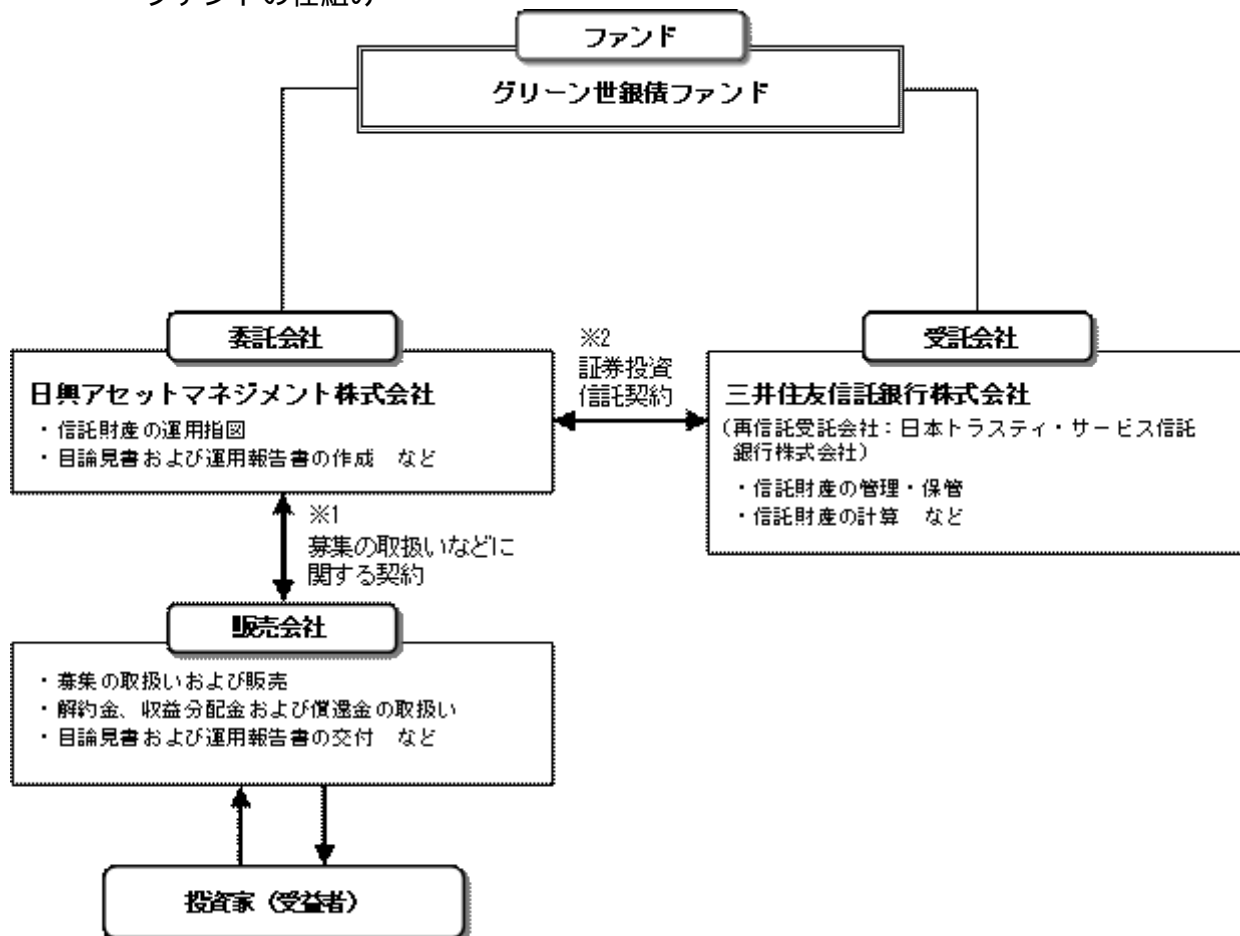 ファンドの仕組み
ファンド
グリーン世銀債ファンド
委託会社
日興アセットマネジメント株式会社
・信託財産の運用指図
・目論見書および運用報告書の作成　など
※2
証券投資
信託契約
受託会社
三井住友信託銀行株式会社
（再信託受託会社：日本トラスティ・サービス信託
銀行株式会社）
・信託財産の管理・保管
・信託財産の計算　など
※1
募集の取扱いなどに
関する契約
販売会社
・募集の取扱いおよび販売
・解約金、収益分配金および償還金の取扱い
・目論見書および運用報告書の交付　など
投資家（受益者）